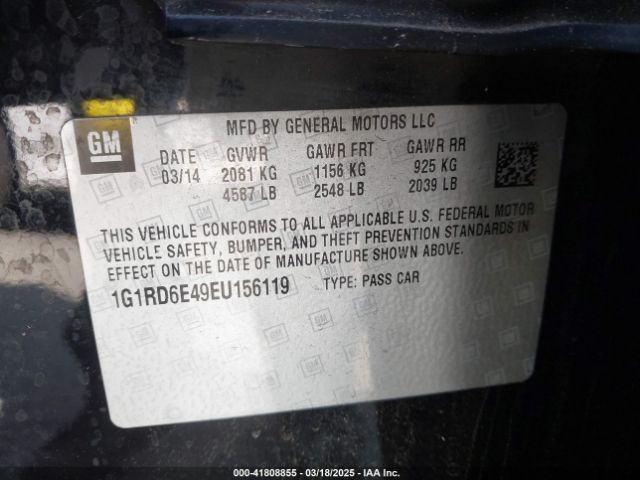 GM
MFD BY GENERAL MOTORS LLC
DATE GVWR GAWR FRT GAWR RR
03/14 2081 KG 1156 KG 925 KG
4587 LB 2548 LB 2039 LB
THIS VEHICLE CONFORMS TO ALL APPLICABLE U.S. FEDERAL MOTOR
VEHICLE SAFETY, BUMPER, AND THEFT PREVENTION STANDARDS IN
EFFECT ON THE DATE OF MANUFACTURE SHOWN ABOVE.
1G1RD6E49EU156119 TYPE: PASS CAR
000-41808855 — 03/18/2025 — IAA Inc.